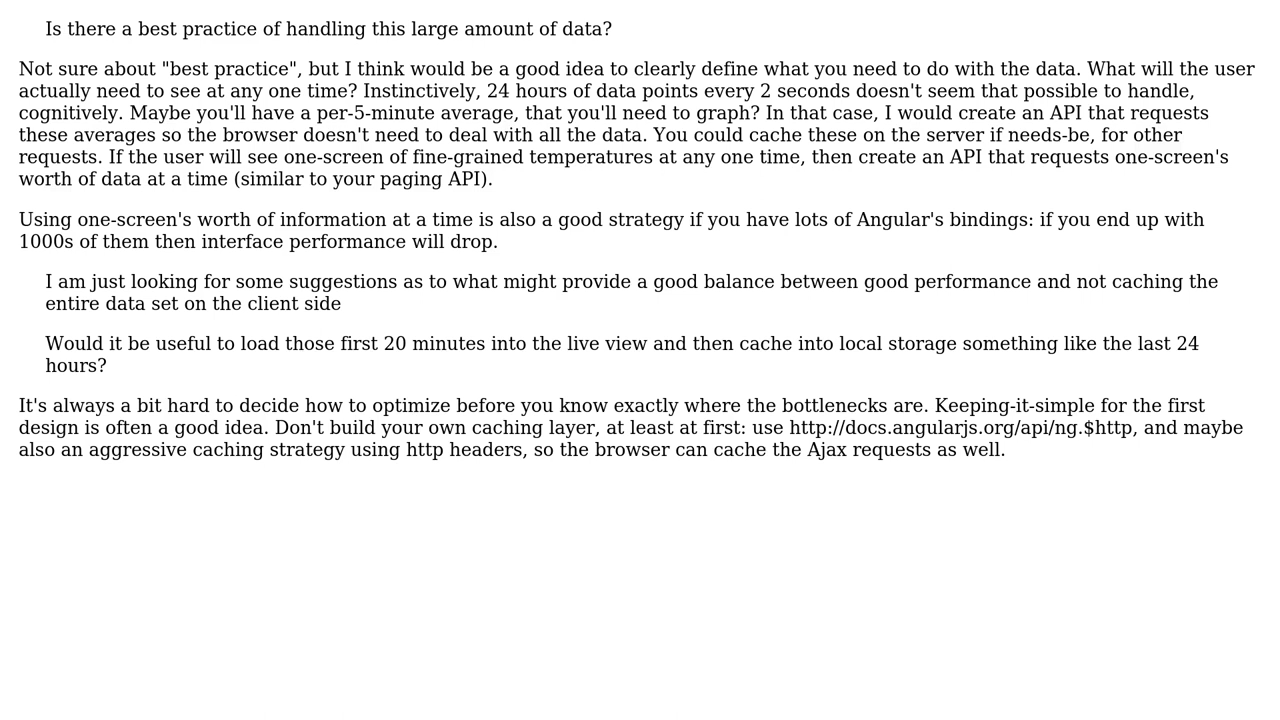 Is there a best practice of handling this large amount of data?
Not sure about "best practice", but I think would be a good idea to clearly define what you need to do with the data. What will the user
actually need to see at any one time? Instinctively, 24 hours of data points every 2 seconds doesn't seem that possible to handle,
cognitively. Maybe you'll have a per-5-minute average, that you'll need to graph? In that case, I would create an API that requests
these averages so the browser doesn't need to deal with all the data. You could cache these on the server if needs-be, for other
requests. If the user will see one-screen of fine-grained temperatures at any one time, then create an API that requests one-screen's
worth of data at a time (similar to your paging API).
Using one-screen's worth of information at a time is also a good strategy if you have lots of Angular's bindings: if you end up with
1000s of them then interface performance will drop.
I am just looking for some suggestions as to what might provide a good balance between good performance and not caching the
entire data set on the client side
Would it be useful to load those first 20 minutes into the live view and then cache into local storage something like the last 24
hours?
It's always a bit hard to decide how to optimize before you know exactly where the bottlenecks are. Keeping-it-simple for the first
design is often a good idea. Don't build your own caching layer, at least at first: use http://docs.angularjs.org/api/ng.$http, and maybe
also an aggressive caching strategy using http headers, so the browser can cache the Ajax requests as well.